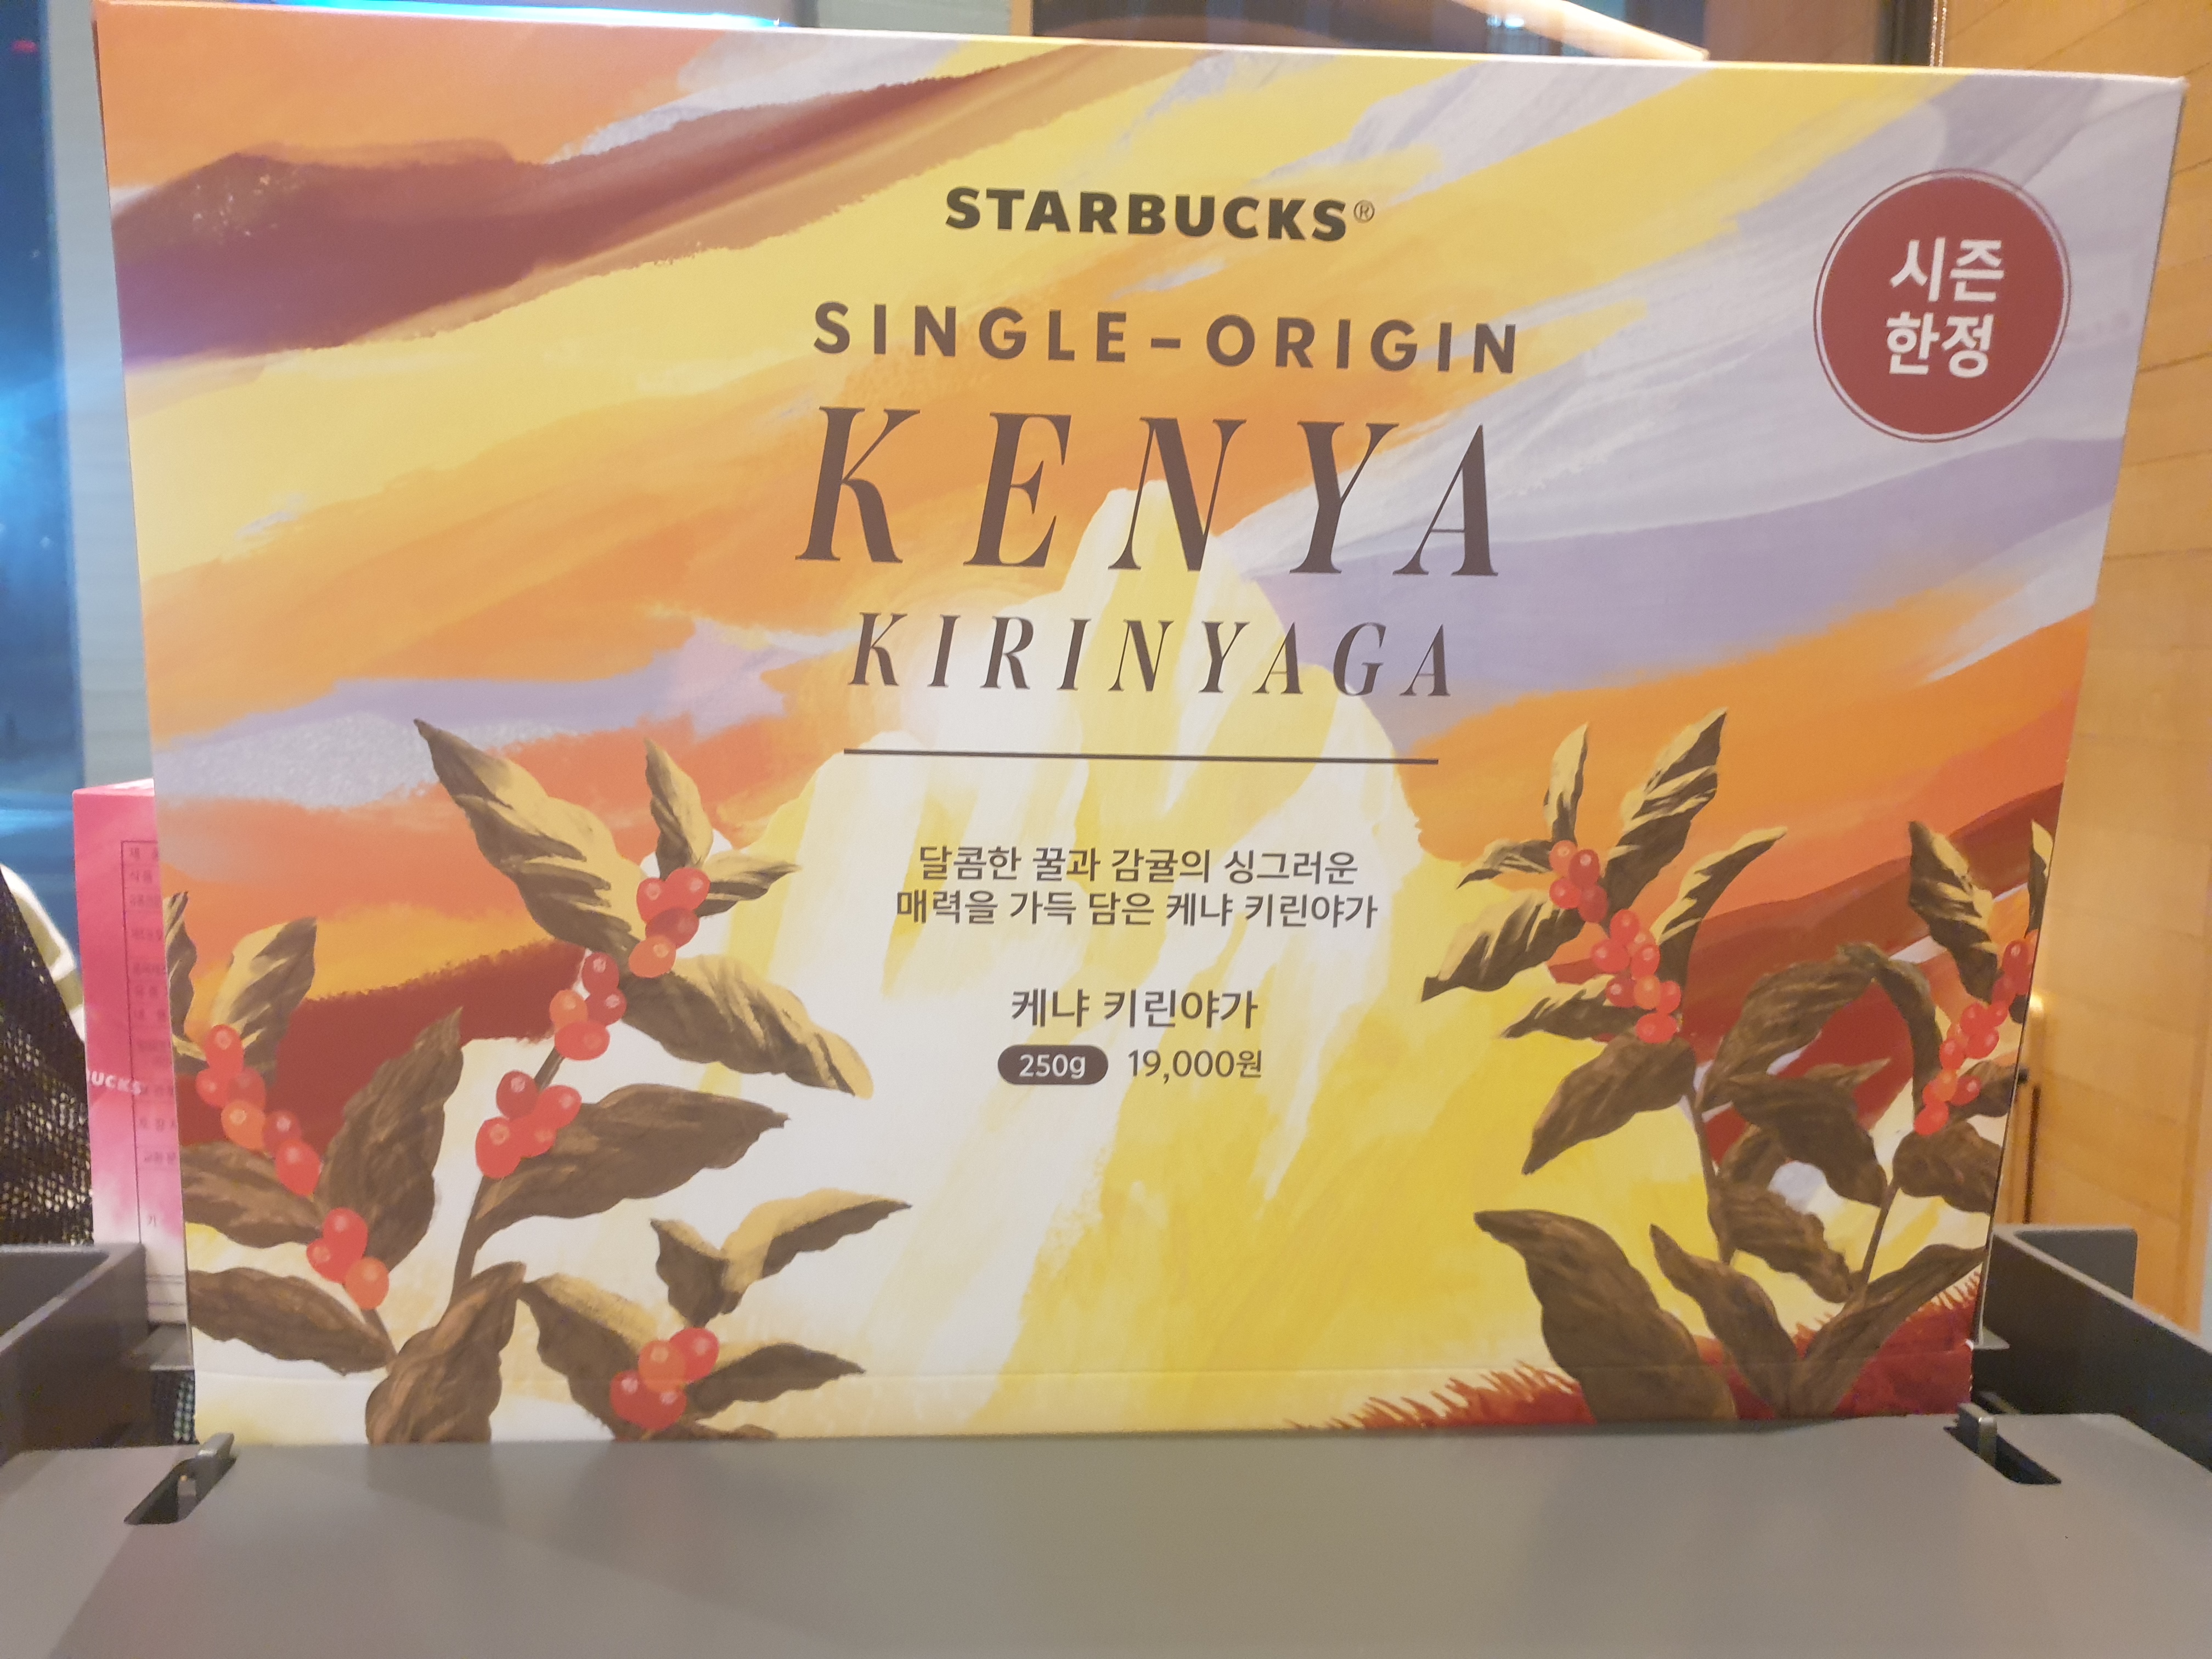 STARBUCKS®
시즌
한정
SINGLE-ORIGIN
KENYA
KIRINYAGA
달콤한 꿀과 감귤의 싱그러운
매력을 가득 담은 케냐 키린야가
케냐 키린야가
250g 19,000원